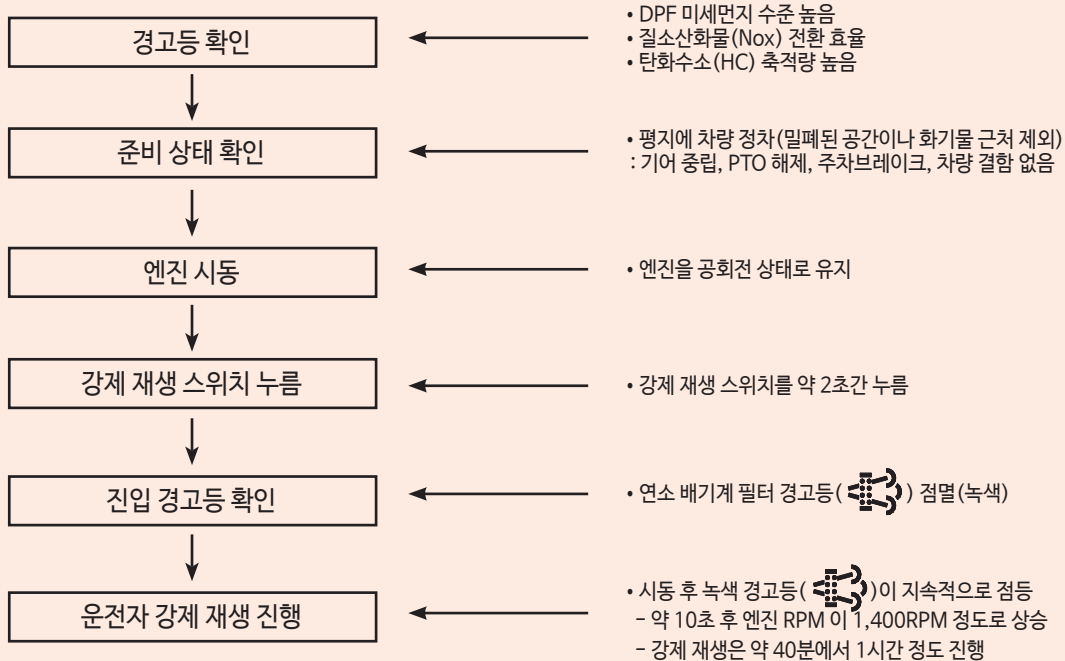 경고등 확인
• DPF 미세먼지 수준 높음
• 질소산화물(Nox) 전환 효율
• 탄화수소(HC) 축적량 높음
준비 상태 확인
• 평지에 차량 정차(밀폐된 공간이나 화기물 근처 제외)
: 기어 중립, PTO 해제, 주차브레이크, 차량 결함 없음
엔진 시동
• 엔진을 공회전 상태로 유지
강제 재생 스위치 누름
• 강제 재생 스위치를 약 2초간 누름
진입 경고등 확인
• 연소 배기계 필터 경고등( ) 점멸(녹색)
운전자 강제 재생 진행
• 시동 후 녹색 경고등( )이 지속적으로 점등
- 약 10초 후 엔진 RPM 이 1,400RPM 정도로 상승
- 강제 재생은 약 40분에서 1시간 정도 진행